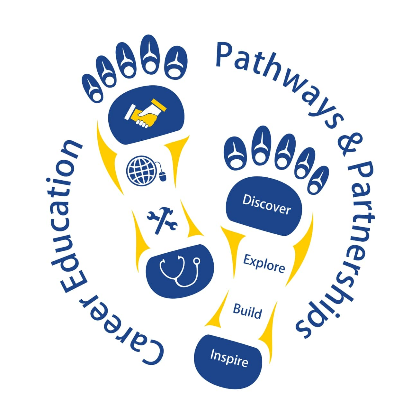 Career Education
Pathways & Partnerships
Discover
Explore
Build
Inspire